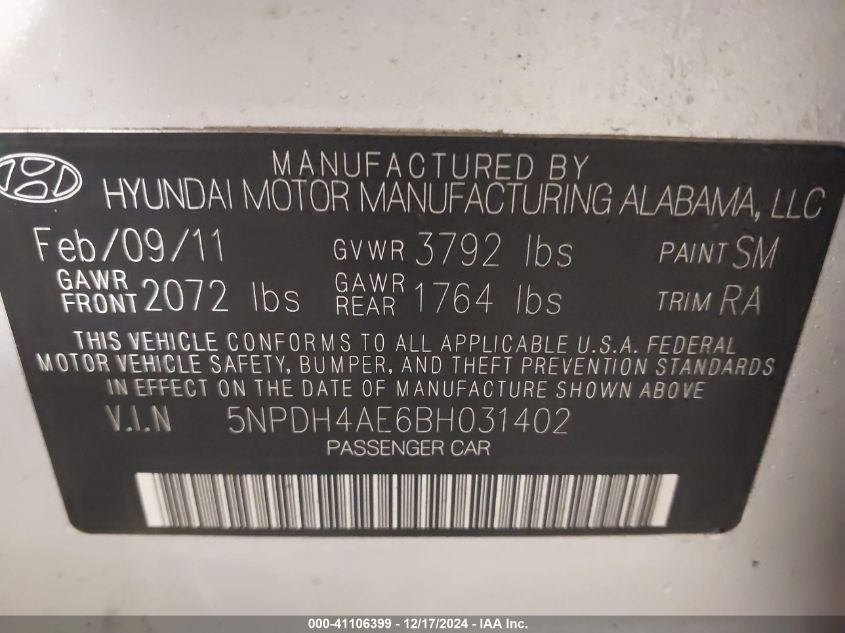 MANUFACTURED BY
HYUNDAI MOTOR MANUFACTURING ALABAMA, LLC
Feb/09/11 GVWR 3792 lbs PAINT SM
GAWR FRONT 2072 lbs GAWR REAR 1764 lbs TRIM RA
THIS VEHICLE CONFORMS TO ALL APPLICABLE U.S.A. FEDERAL
MOTOR VEHICLE SAFETY, BUMPER, AND THEFT PREVENTION STANDARDS
IN EFFECT ON THE DATE OF MANUFACTURE SHOWN ABOVE
V.I.N 5NPDH4AE6BH031402
PASSENGER CAR
000-41106399 - 12/17/2024 - IAA Inc.